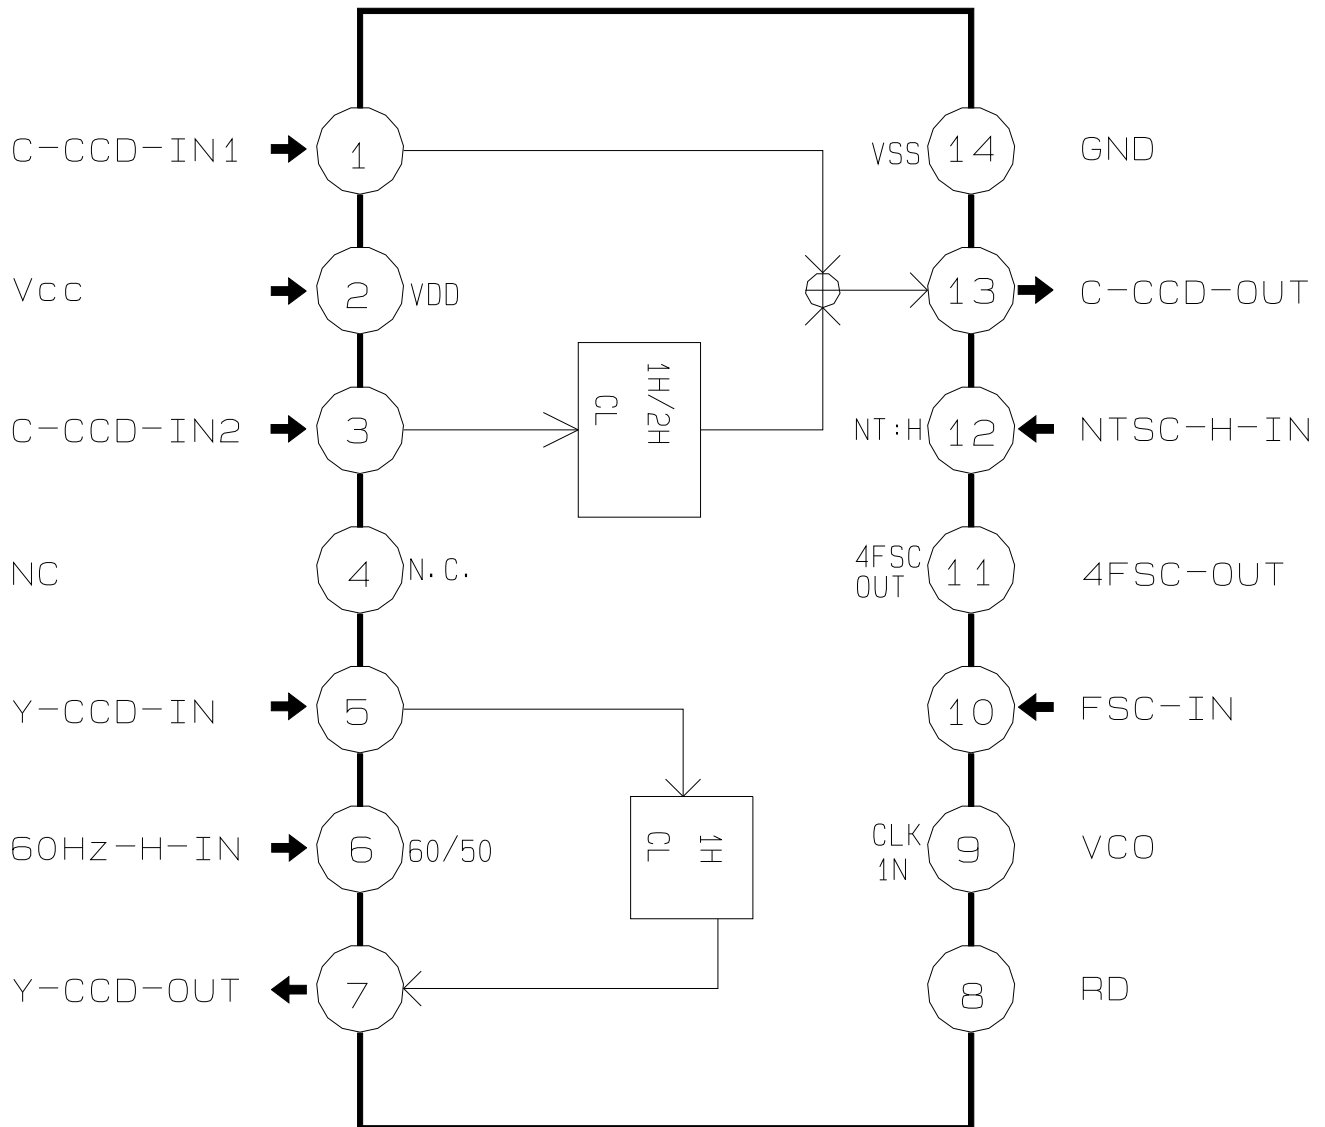 C-CCD-IN1
1
VSS
14
GND
Vcc
2
VDD
13
C-CCD-OUT
C-CCD-IN2
3
1H/2H
CL
NT:H
12
NTSC-H-IN
NC
4
N.C.
4FSC
OUT
11
4FSC-OUT
Y-CCD-IN
5
10
FSC-IN
60Hz-H-IN
6
60/50
1H
CL
CLK
1N
9
VCO
Y-CCD-OUT
7
8
RD